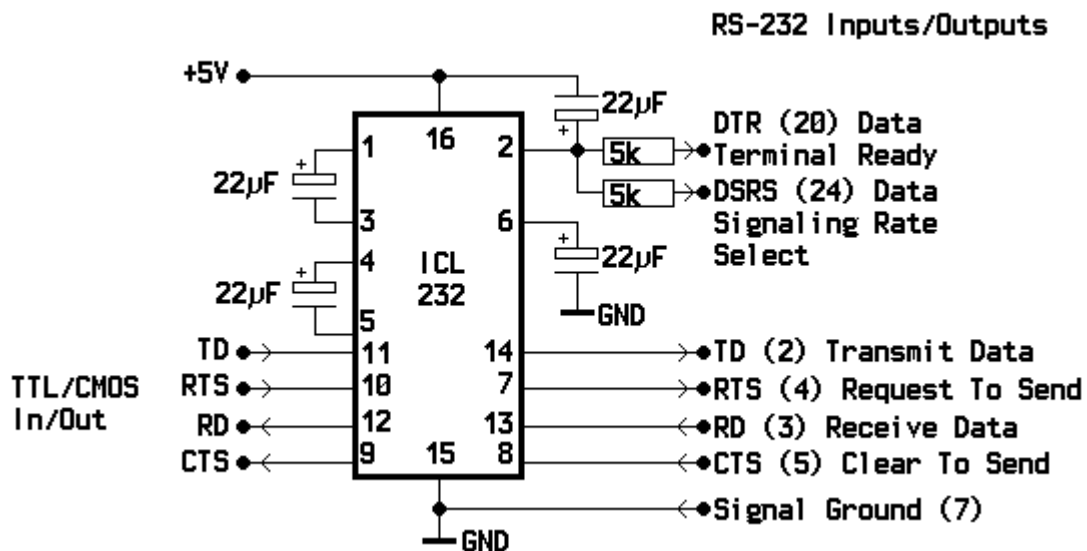 RS-232 Inputs/Outputs
+5V
22µF
DTR (20) Data
Terminal Ready
5k
DSRS (24) Data
Signaling Rate
Select
5k
22µF
+
+
1
16
2
3
6
4
5
ICL
232
22µF
+
22µF
+
GND
TD
11
14
TD (2) Transmit Data
TTL/CMOS
In/Out
RTS
10
7
RTS (4) Request To Send
RD
12
13
RD (3) Receive Data
CTS
9
15
8
CTS (5) Clear To Send
Signal Ground (7)
GND